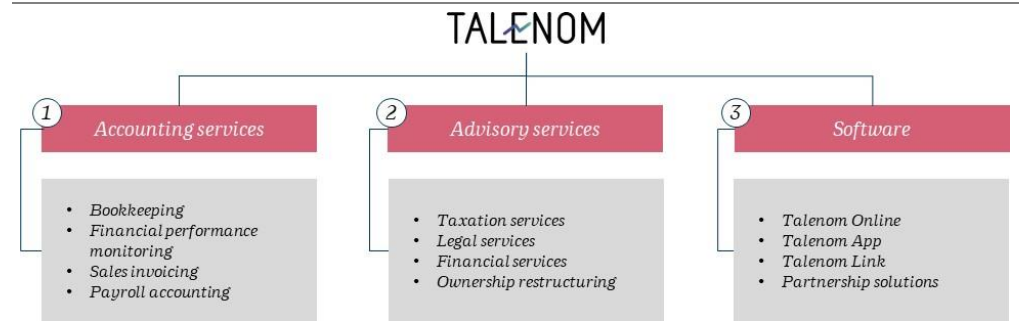 TALENOM
1
Accounting services
• Bookkeeping
• Financial performance
monitoring
• Sales invoicing
• Payroll accounting
2
Advisory services
• Taxation services
• Legal services
• Financial services
• Ownership restructuring
3
Software
• Talenom Online
• Talenom App
• Talenom Link
• Partnership solutions